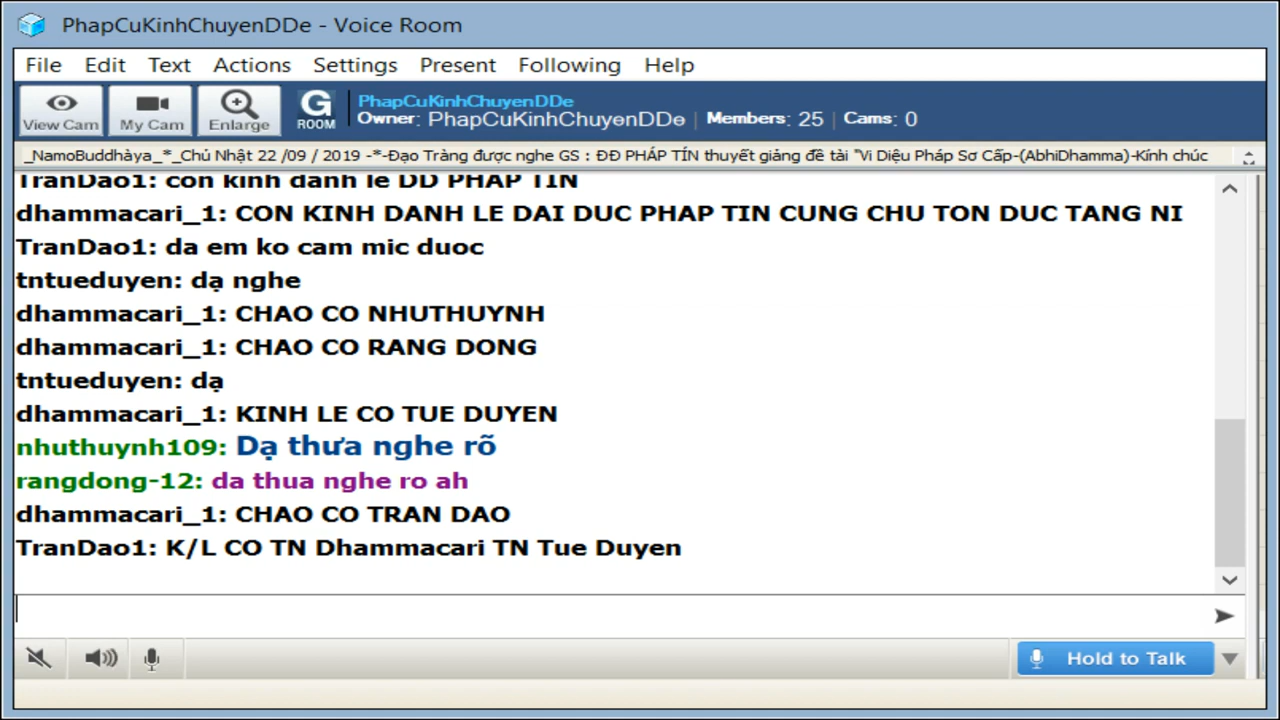 PhapCuKinhChuyenDDe - Voice Room
File Edit Text Actions Settings Present Following Help
View Cam My Cam Enlarge G ROOM PhapCuKinhChuyenDDe
Owner: PhapCuKinhChuyenDDe | Members: 25 | Cams: 0
_NamoBuddhàya_*_Chủ Nhật 22 /09 / 2019 -*-Đạo Tràng được nghe GS : ĐĐ PHÁP TÍN thuyết giảng đề tài "Vi Diệu Pháp Sơ Cấp-(AbhiDhamma)-Kính chúc
TranDao1: con kinh danh le DD PHAP TIN
dhammacari_1: CON KINH DANH LE DAI DUC PHAP TIN CUNG CHU TON DUC TANG NI
TranDao1: da em ko cam mic duoc
tntueduyen: dạ nghe
dhammacari_1: CHAO CO NHUTHUYNH
dhammacari_1: CHAO CO RANG DONG
tntueduyen: dạ
dhammacari_1: KINH LE CO TUE DUYEN
nhuthuynh109: Dạ thưa nghe rõ
rangdong-12: da thua nghe ro ah
dhammacari_1: CHAO CO TRAN DAO
TranDao1: K/L CO TN Dhammacari TN Tue Duyen
Hold to Talk